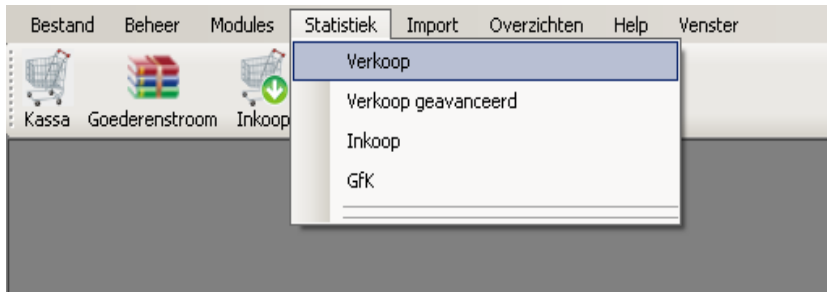 Bestand Beheer Modules Statistiek Import Overzichten Help Venster
Verkoop
Verkoop geavanceerd
Inkoop
GfK
Kassa Goederenstroom Inkoop